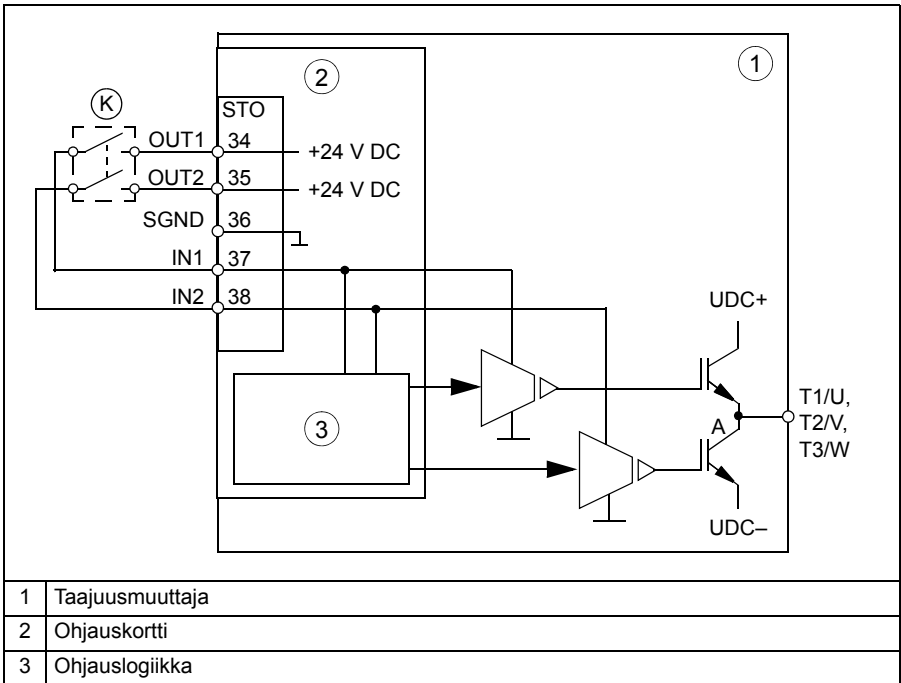 1
2
K
STO
OUT1 34 +24 V DC
OUT2 35 +24 V DC
SGND 36
IN1 37
IN2 38
UDC+
3
A
T1/U,
T2/V,
T3/W
UDC–
1 Taajuusmuuttaja
2 Ohjauskortti
3 Ohjauslogiikka